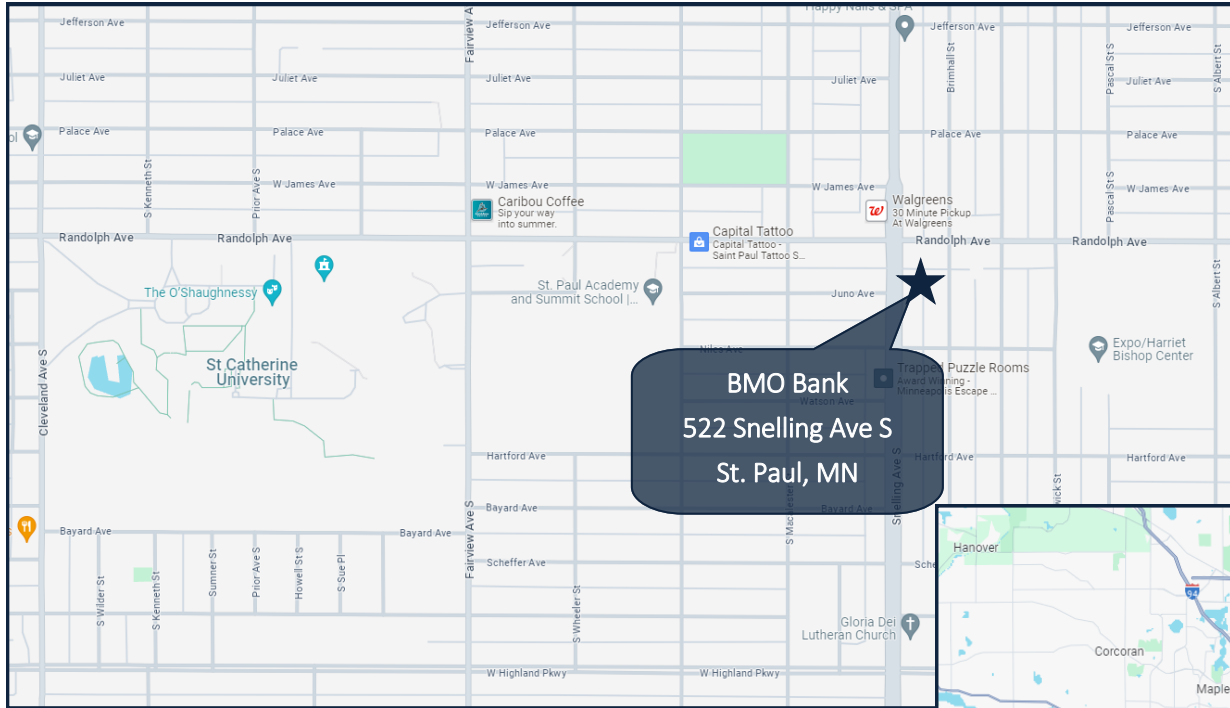 Happy Nails & SPA
Jefferson Ave
Jefferson Ave
Jefferson Ave
Jefferson Ave
Fairview A
Juliet Ave
Juliet Ave
Juliet Ave
Juliet Ave
Juliet Ave
Brimhall St
Pascal St S
S Albert St
ol
Palace Ave
Palace Ave
Palace Ave
Palace Ave
Palace Ave
S Kenneth St
Prior Ave S
W James Ave
W James Ave
W James Ave
W James Ave
Pascal St S
Caribou Coffee
Sip your way
into summer.
Walgreens
30 Minute Pickup
At Walgreens
Randolph Ave
Randolph Ave
Randolph Ave
Randolph Ave
Capital Tattoo
Capital Tattoo -
Saint Paul Tattoo S...
The O'Shaughnessy
St. Paul Academy
and Summit School |...
Juno Ave
S Albert St
St Catherine
University
Cleveland Ave S
Niles Ave
Expo/Harriet
Bishop Center
Trapped Puzzle Rooms
Award Winning -
Minneapolis Escape ...
Watson Ave
BMO Bank
522 Snelling Ave S
St. Paul, MN
Hartford Ave
Hartford Ave
Hartford Ave
Snelling Ave S
wick St
Bayard Ave
Bayard Ave
Bayard Ave
Bayard Ave
Fairview Ave S
S Macalester
s
Scheffer Ave
Sche
S Wilder St
S Kenneth St
Sumner St
Prior Ave S
Howell St S
S Sue Pl
S Wheeler St
Gloria Dei
Lutheran Church
W Highland Pkwy
W Highland Pkwy
Hanover
94
Corcoran
Maple